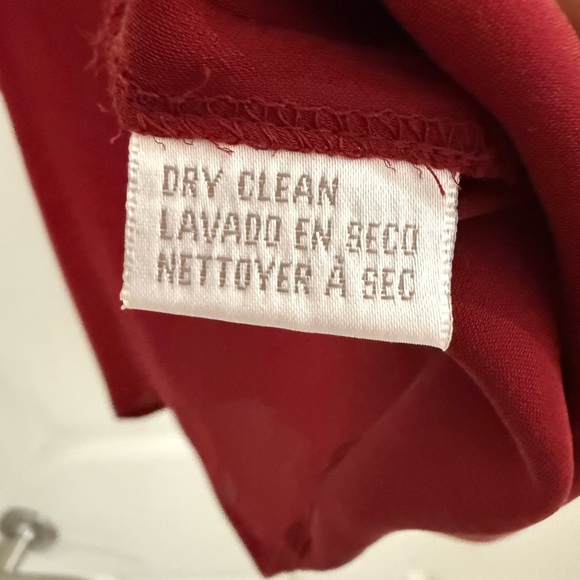 DRY CLEAN
LAVADO EN SECO
NETTOYER À SEC